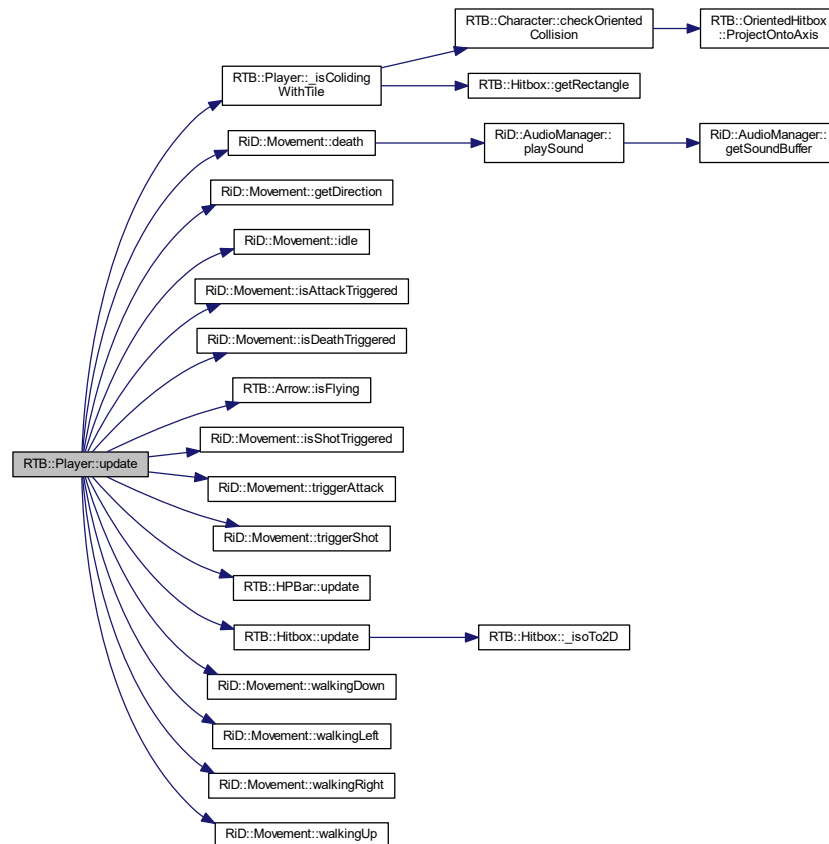 RTB::Character::checkOriented
Collision
RTB::OrientedHitbox
::ProjectOntoAxis
RTB::Player::_isColiding
WithTile
RTB::Hitbox::getRectangle
RiD::Movement::death
RiD::AudioManager::
playSound
RiD::AudioManager::
getSoundBuffer
RiD::Movement::getDirection
RiD::Movement::idle
RiD::Movement::isAttackTriggered
RiD::Movement::isDeathTriggered
RTB::Arrow::isFlying
RiD::Movement::isShotTriggered
RTB::Player::update
RiD::Movement::triggerAttack
RiD::Movement::triggerShot
RTB::HPBar::update
RTB::Hitbox::update
RTB::Hitbox::_isoTo2D
RiD::Movement::walkingDown
RiD::Movement::walkingLeft
RiD::Movement::walkingRight
RiD::Movement::walkingUp